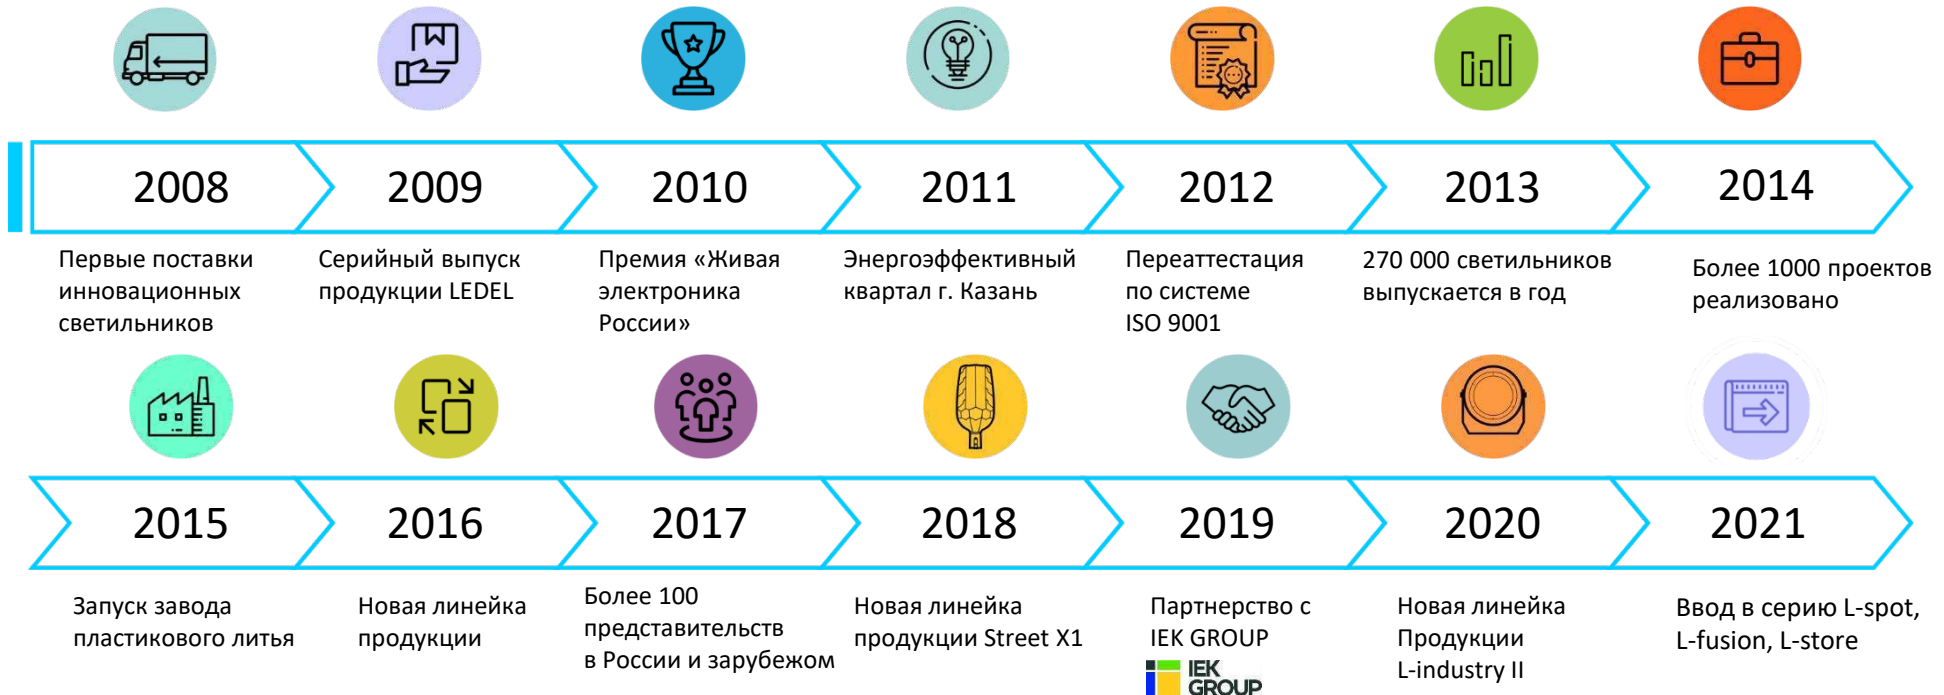 2008
2009
2010
2011
2012
2013
2014
Первые поставки
инновационных
светильников
Серийный выпуск
продукции LEDEL
Премия «Живая
электроника
России»
Энергоэффективный
квартал г. Казань
Переаттестация
по системе
ISO 9001
270 000 светильников
выпускается в год
Более 1000 проектов
реализовано
2015
2016
2017
2018
2019
2020
2021
Запуск завода
пластикового литья
Новая линейка
продукции
Более 100
представительств
в России и зарубежом
Новая линейка
продукции Street X1
Партнерство с
IEK GROUP
IEK
GROUP
Новая линейка
Продукции
L-industry II
Ввод в серию L-spot,
L-fusion, L-store